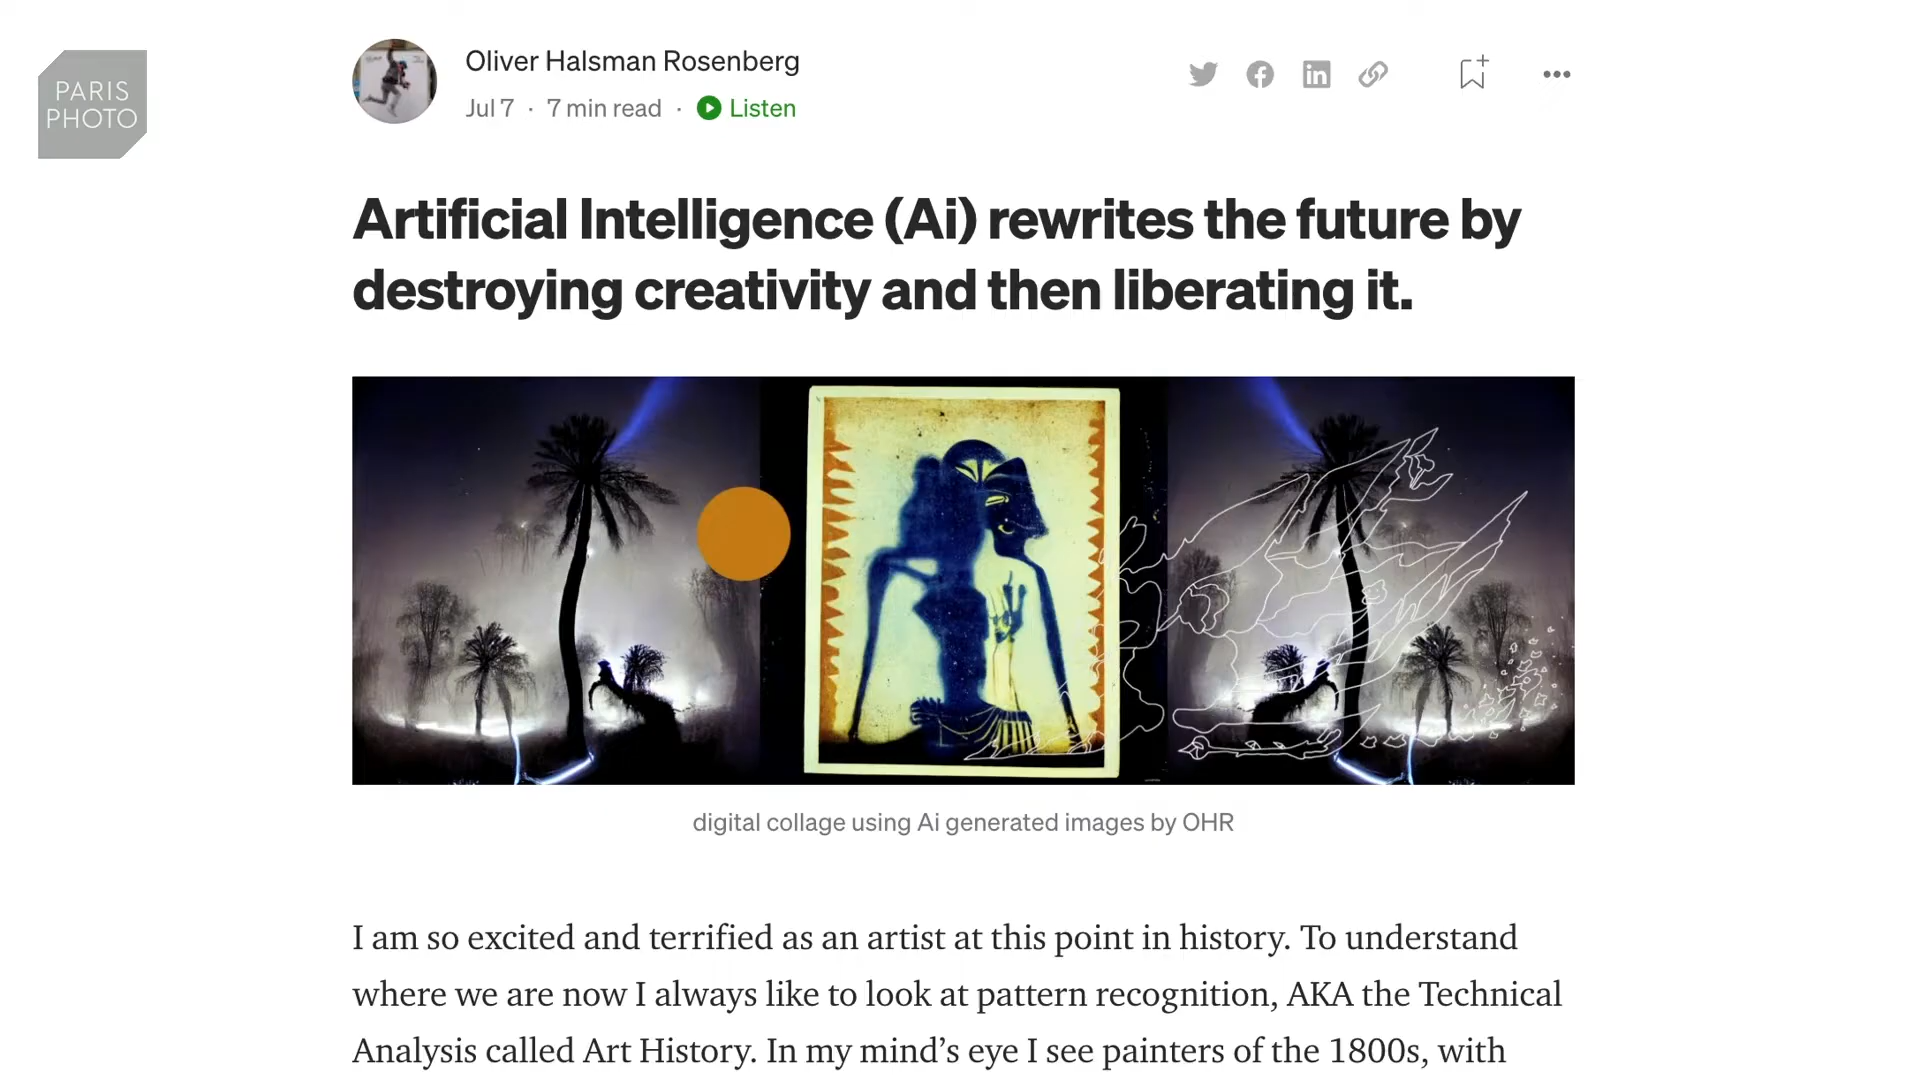 PARIS
PHOTO
Oliver Halsman Rosenberg
Jul 7 · 7 min read · Listen
Artificial Intelligence (Ai) rewrites the future by
destroying creativity and then liberating it.
digital collage using Ai generated images by OHR
I am so excited and terrified as an artist at this point in history. To understand
where we are now I always like to look at pattern recognition, AKA the Technical
Analysis called Art History. In my mind’s eye I see painters of the 1800s, with